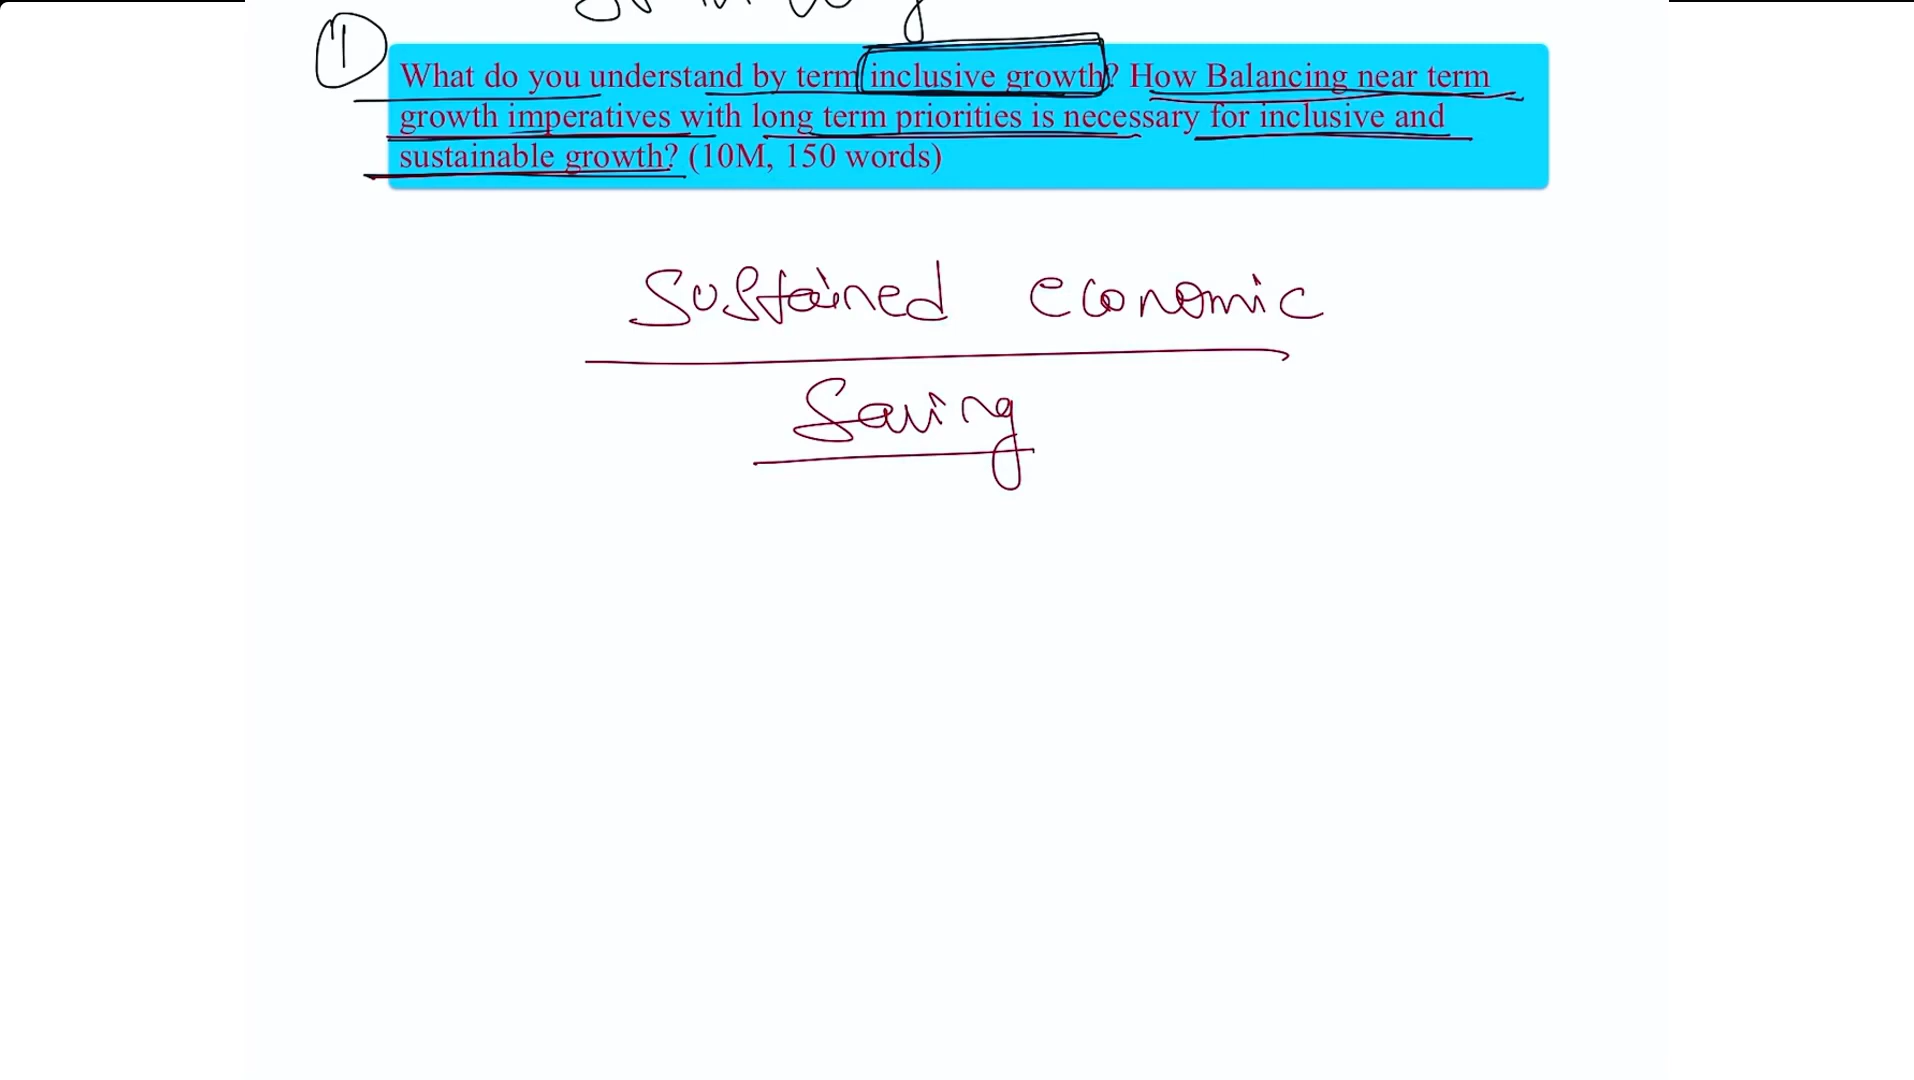 1
What do you understand by term inclusive growth? How Balancing near term
growth imperatives with long term priorities is necessary for inclusive and
sustainable growth? (10M, 150 words)
Sustained economic
Saving